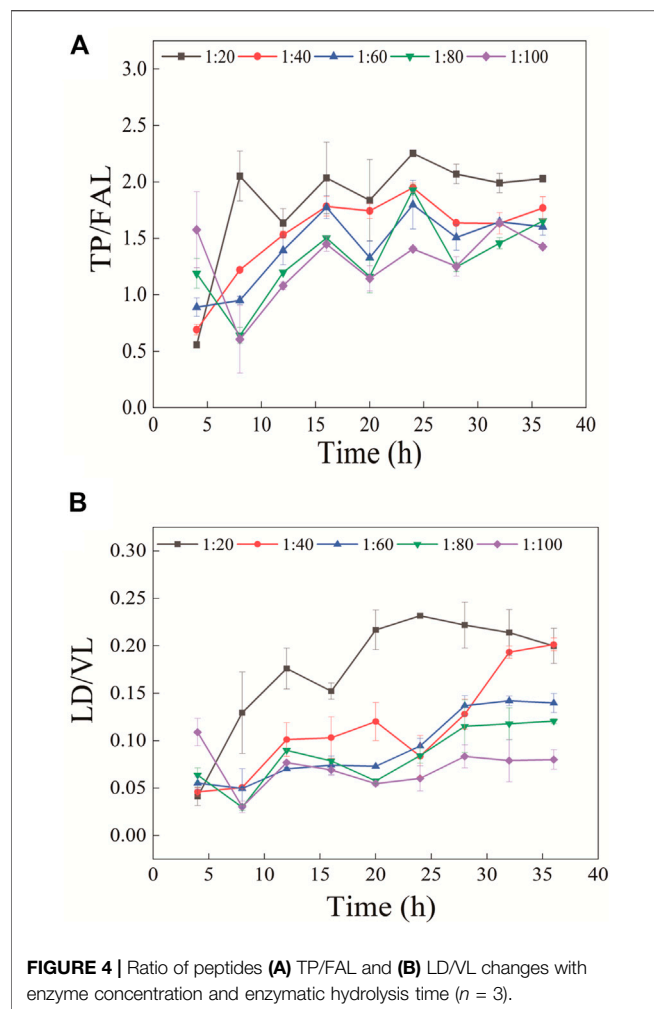 A
1:20 1:40 1:60 1:80 1:100
3.0
2.5
2.0
1.5
1.0
0.5
0.0
TP/FAL
0 5 10 15 20 25 30 35 40
Time (h)
B
1:20 1:40 1:60 1:80 1:100
0.30
0.25
0.20
0.15
0.10
0.05
0.00
LD/VL
0 5 10 15 20 25 30 35 40
Time (h)
FIGURE 4 | Ratio of peptides (A) TP/FAL and (B) LD/VL changes with
enzyme concentration and enzymatic hydrolysis time (n = 3).